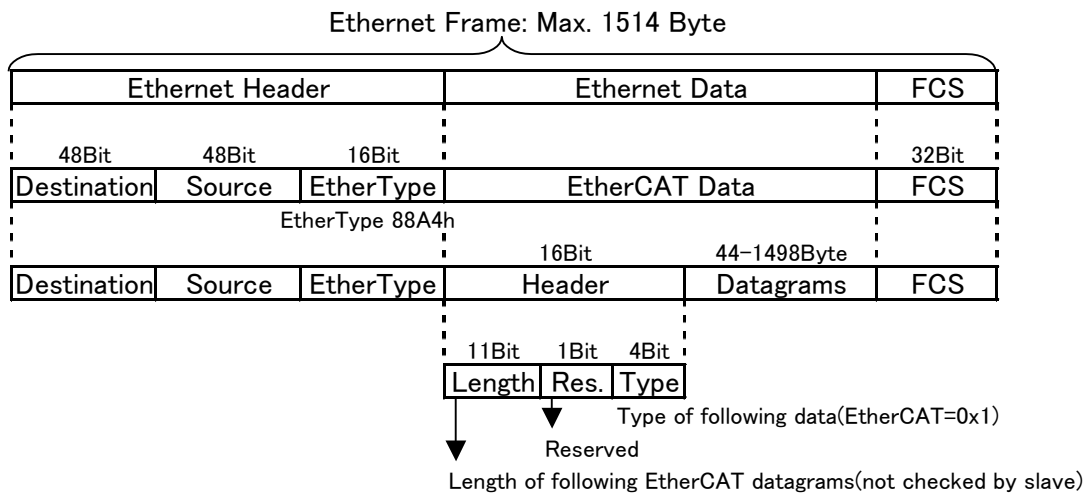 Ethernet Frame: Max. 1514 Byte
Ethernet Header Ethernet Data FCS
48Bit 48Bit 16Bit 32Bit
Destination Source EtherType EtherCAT Data FCS
EtherType 88A4h
16Bit 44-1498Byte
Destination Source EtherType Header Datagrams FCS
11Bit 1Bit 4Bit
Length Res. Type
Type of following data(EtherCAT=0x1)
Reserved
Length of following EtherCAT datagrams(not checked by slave)